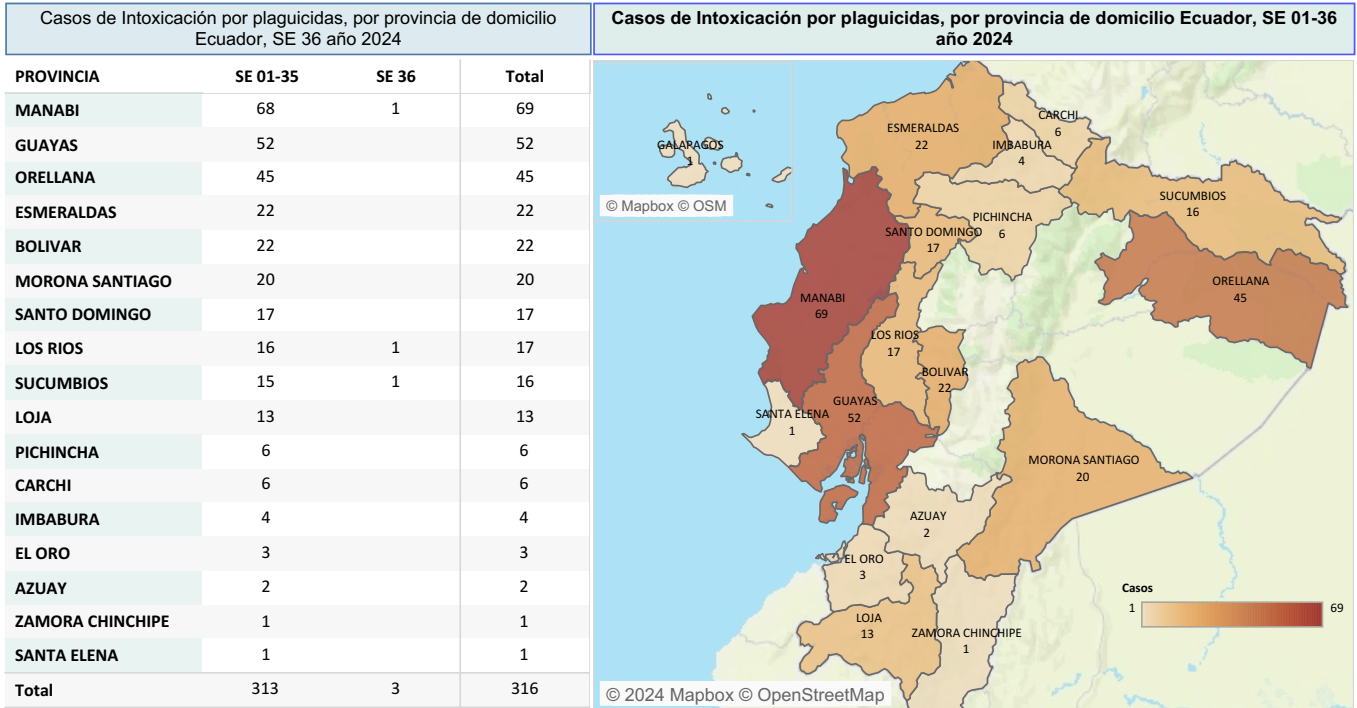 Casos de Intoxicación por plaguicidas, por provincia de domicilio
Ecuador, SE 36 año 2024
PROVINCIA SE 01-35 SE 36 Total
MANABI 68 1 69
GUAYAS 52 52
ORELLANA 45 45
ESMERALDAS 22 22
BOLIVAR 22 22
MORONA SANTIAGO 20 20
SANTO DOMINGO 17 17
LOS RIOS 16 1 17
SUCUMBIOS 15 1 16
LOJA 13 13
PICHINCHA 6 6
CARCHI 6 6
IMBABURA 4 4
EL ORO 3 3
AZUAY 2 2
ZAMORA CHINCHIPE 1 1
SANTA ELENA 1 1
Total 313 3 316
Casos de Intoxicación por plaguicidas, por provincia de domicilio Ecuador, SE 01-36
año 2024
GALAPAGOS
1
© Mapbox © OSM
ESMERALDAS
22
CARCHI
6
IMBABURA
4
SUCUMBIOS
16
PICHINCHA
6
SANTO DOMINGO
17
ORELLANA
45
MANABI
69
LOS RIOS
17
BOLIVAR
22
GUAYAS
52
SANTA ELENA
1
MORONA SANTIAGO
20
AZUAY
2
EL ORO
3
LOJA
13
ZAMORA CHINCHIPE
1
Casos
1 69
© 2024 Mapbox © OpenStreetMap